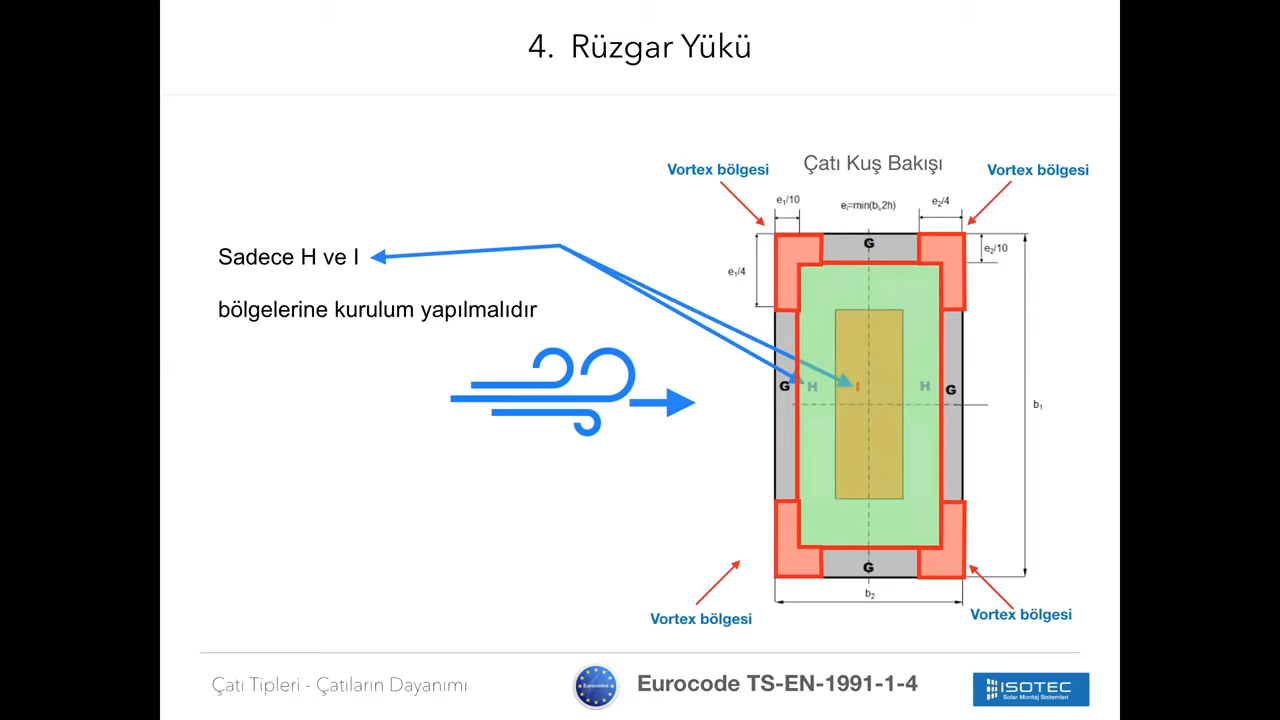 4. Rüzgar Yükü
Vortex bölgesi
Çatı Kuş Bakışı
Vortex bölgesi
e₁/10
eᵢ=min(bᵢ,2h)
e₂/4
G
e₂/10
e₁/4
Sadece H ve I
bölgelerine kurulum yapılmalıdır
G
H
I
H
G
b₁
G
b₂
Vortex bölgesi
Vortex bölgesi
Çatı Tipleri - Çatıların Dayanımı
Eurocodes
Eurocode TS-EN-1991-1-4
ISOTEC
Solar Montaj Sistemleri